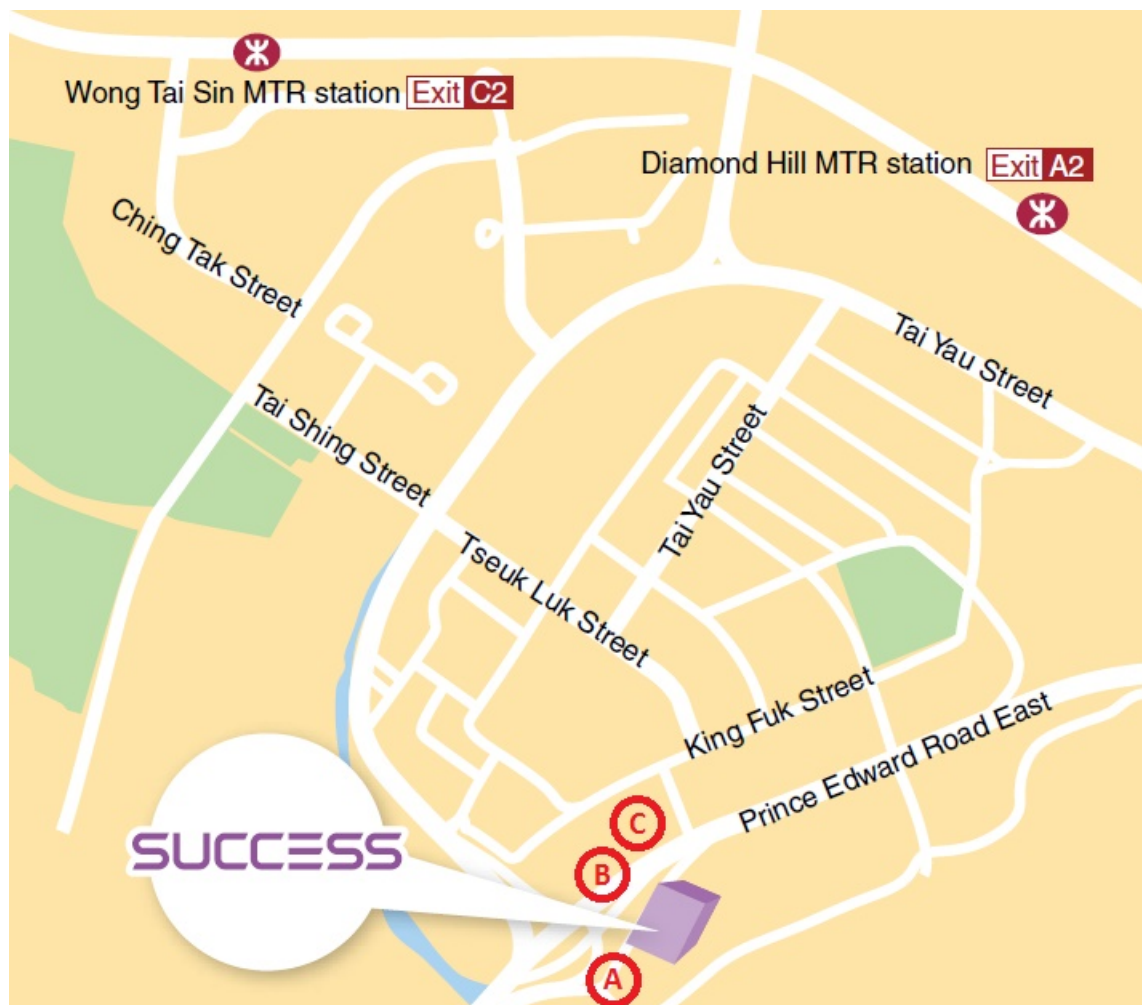 Wong Tai Sin MTR station Exit C2
Diamond Hill MTR station Exit A2
Ching Tak Street
Tai Yau Street
Tai Shing Street
Tai Yau Street
Tseuk Luk Street
King Fuk Street
Prince Edward Road East
C
SUCCESS
B
A